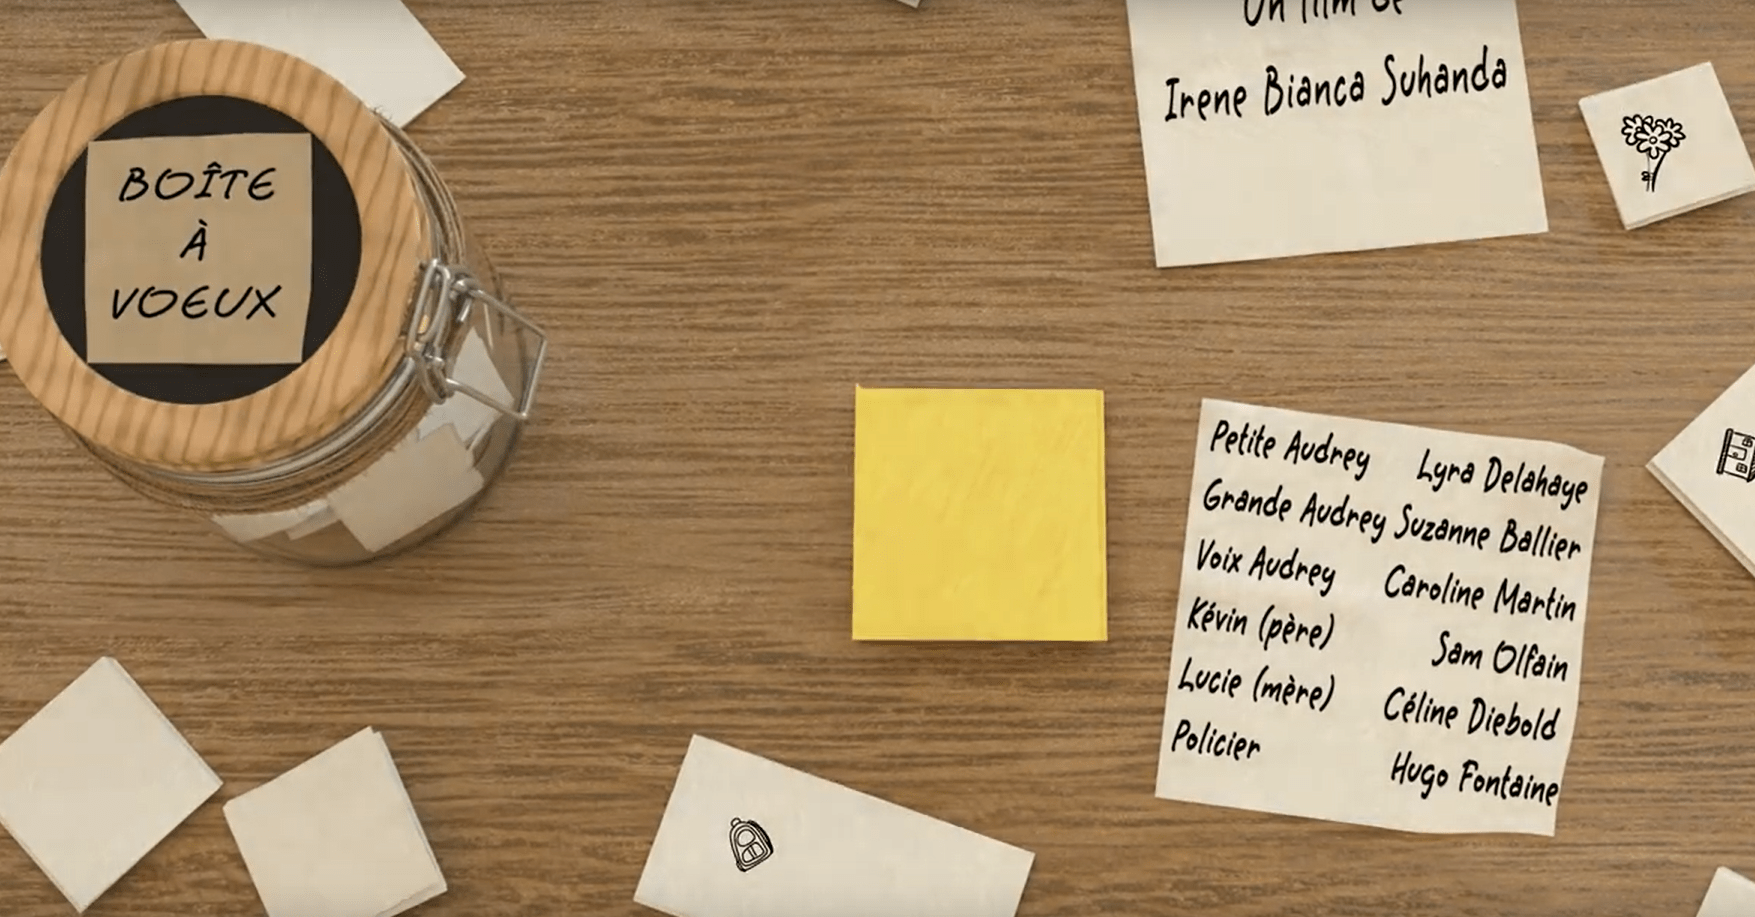 BOÎTE
À
VOEUX
Un film de
Irene Bianca Suhanda
Petite Audrey Lyra Delahaye
Grande Audrey Suzanne Ballier
Voix Audrey Caroline Martin
Kévin (père) Sam Olfain
Lucie (mère) Céline Diebold
Policier Hugo Fontaine